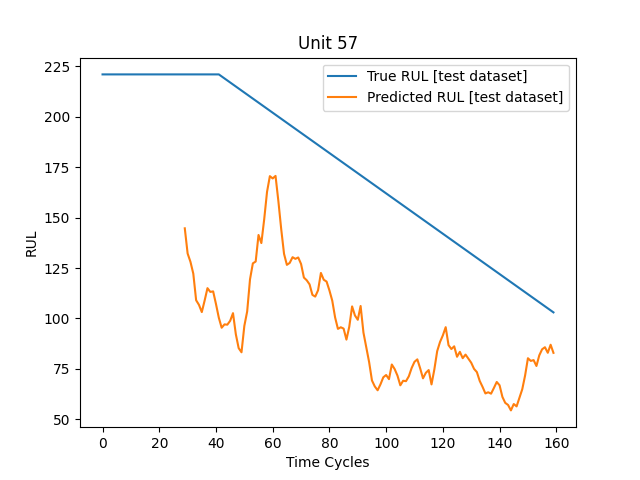 Unit 57
True RUL [test dataset]
Predicted RUL [test dataset]
225
200
175
150
125
100
75
50
RUL
0 20 40 60 80 100 120 140 160
Time Cycles